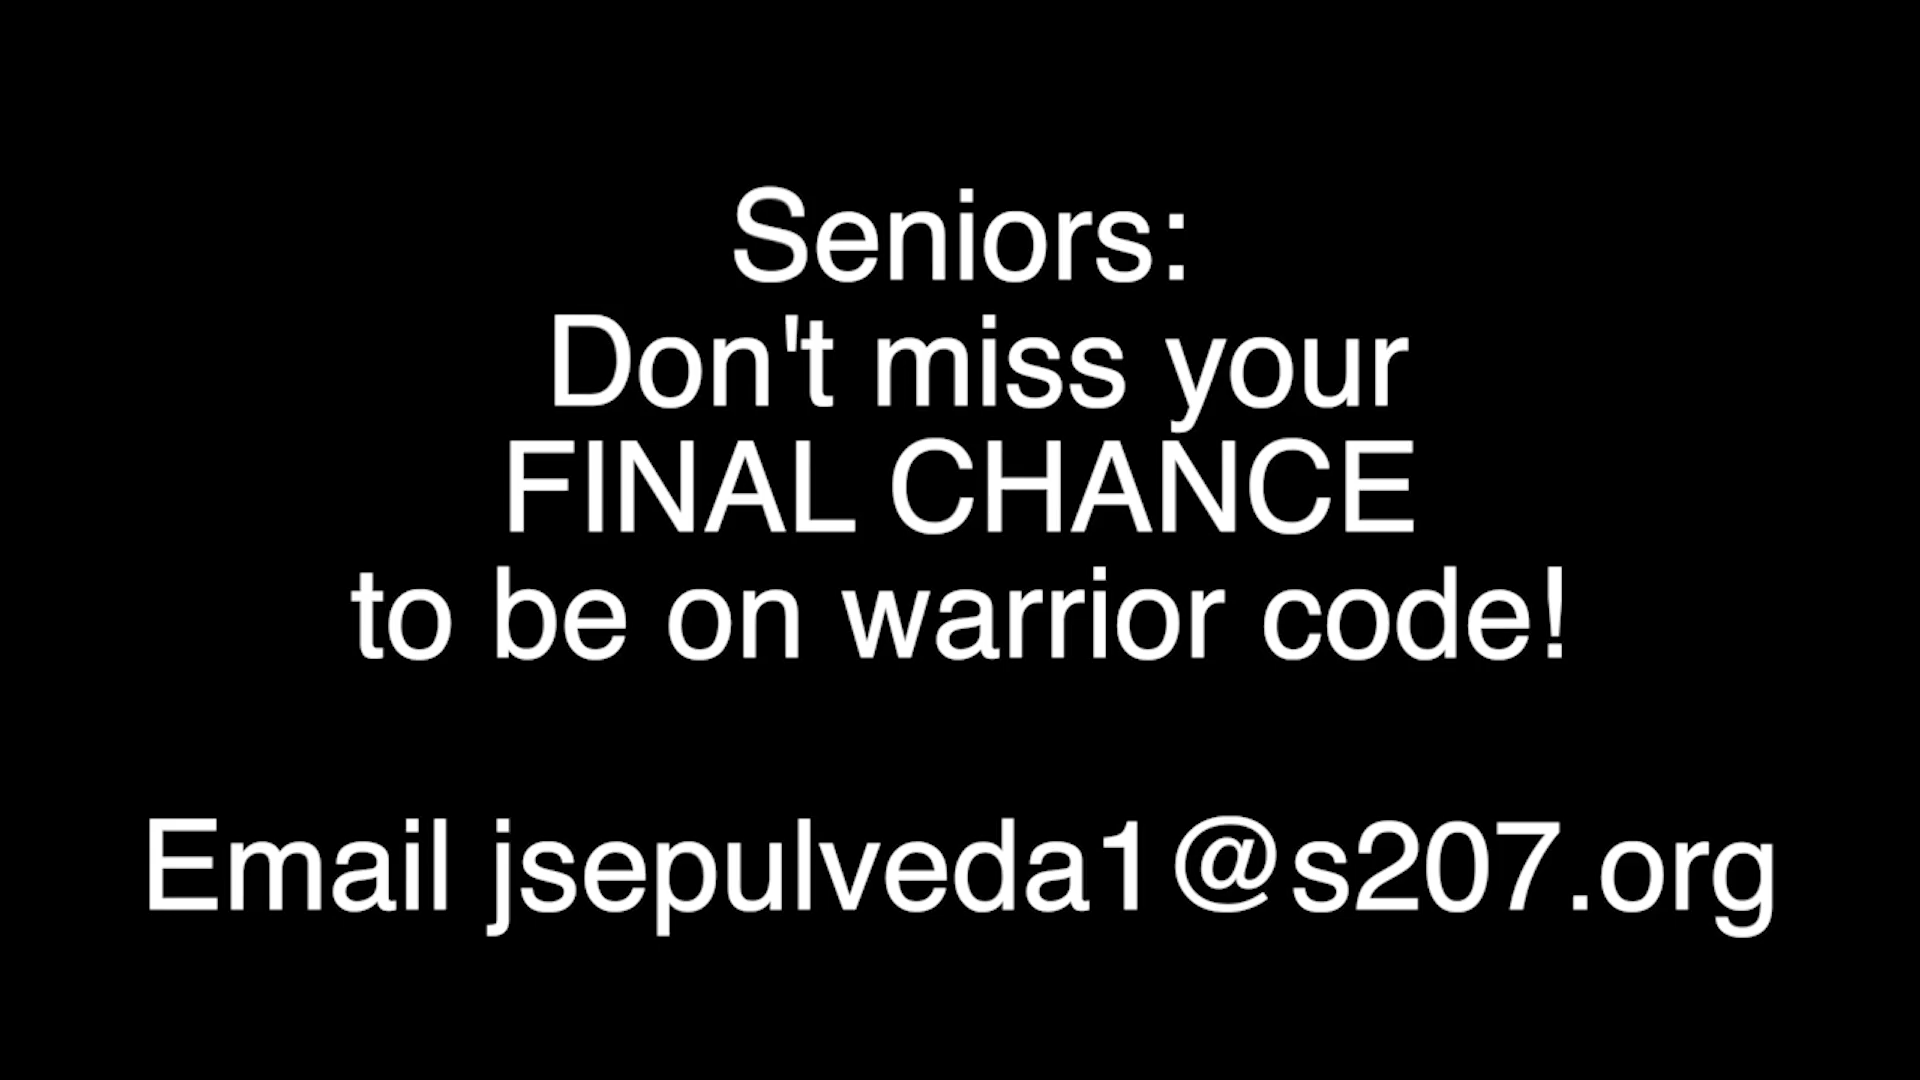 Seniors:
Don't miss your
FINAL CHANCE
to be on warrior code!
Email jsepulveda1@s207.org